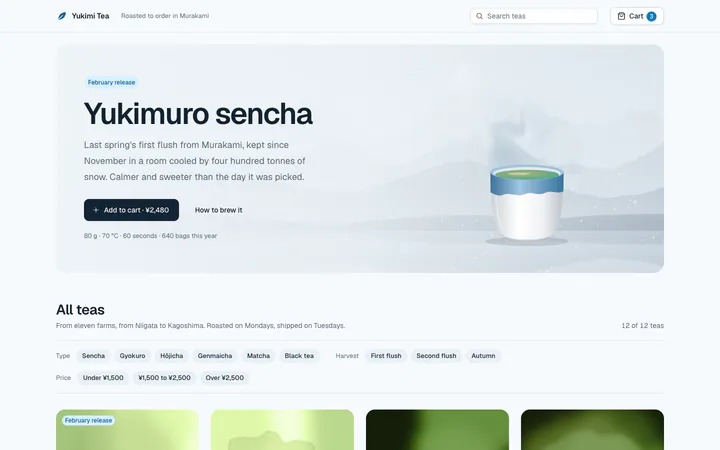 Yukimi Tea
Roasted to order in Murakami
Search teas
Cart 3
February release
Yukimuro sencha
Last spring's first flush from Murakami, kept since
November in a room cooled by four hundred tonnes of
snow. Calmer and sweeter than the day it was picked.
+ Add to cart · ¥2,480
How to brew it
80 g · 70 °C · 60 seconds · 640 bags this year
All teas
From eleven farms, from Niigata to Kagoshima. Roasted on Mondays, shipped on Tuesdays.
12 of 12 teas
Type Sencha Gyokuro Hōjicha Genmaicha Matcha Black tea Harvest First flush Second flush Autumn
Price Under ¥1,500 ¥1,500 to ¥2,500 Over ¥2,500
February release